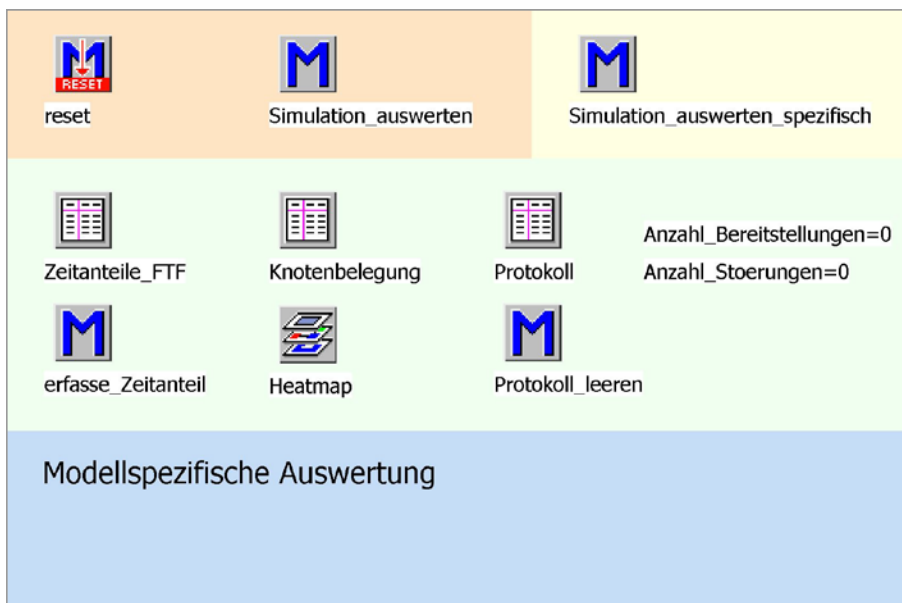 M M M
RESET
reset Simulation_auswerten Simulation_auswerten_spezifisch
Anzahl_Bereitstellungen=0
Zeitanteile_FTF Knotenbelegung Protokoll Anzahl_Stoerungen=0
M M
erfasse_Zeitanteil Heatmap Protokoll_leeren
Modellspezifische Auswertung